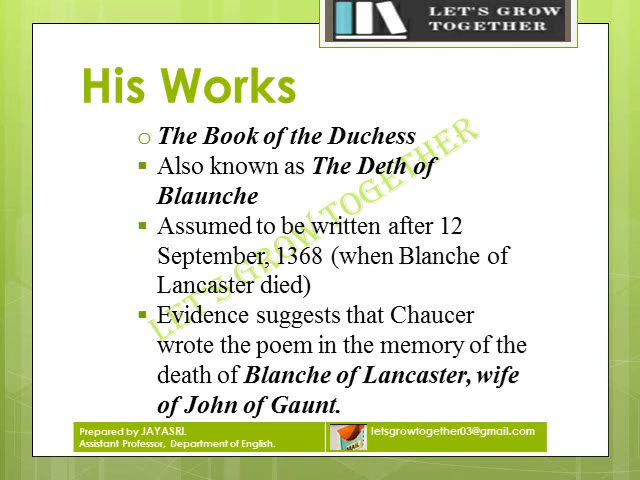 LET'S GROW
TOGETHER
His Works
The Book of the Duchess
Also known as The Deth of
Blaunche
Assumed to be written after 12
September, 1368 (when Blanche of
Lancaster died)
Evidence suggests that Chaucer
wrote the poem in the memory of the
death of Blanche of Lancaster, wife
of John of Gaunt.
LET'S GROW TOGETHER
Prepared by JAYASRI.
Assistant Professor, Department of English.
letsgrowtogether03@gmail.com